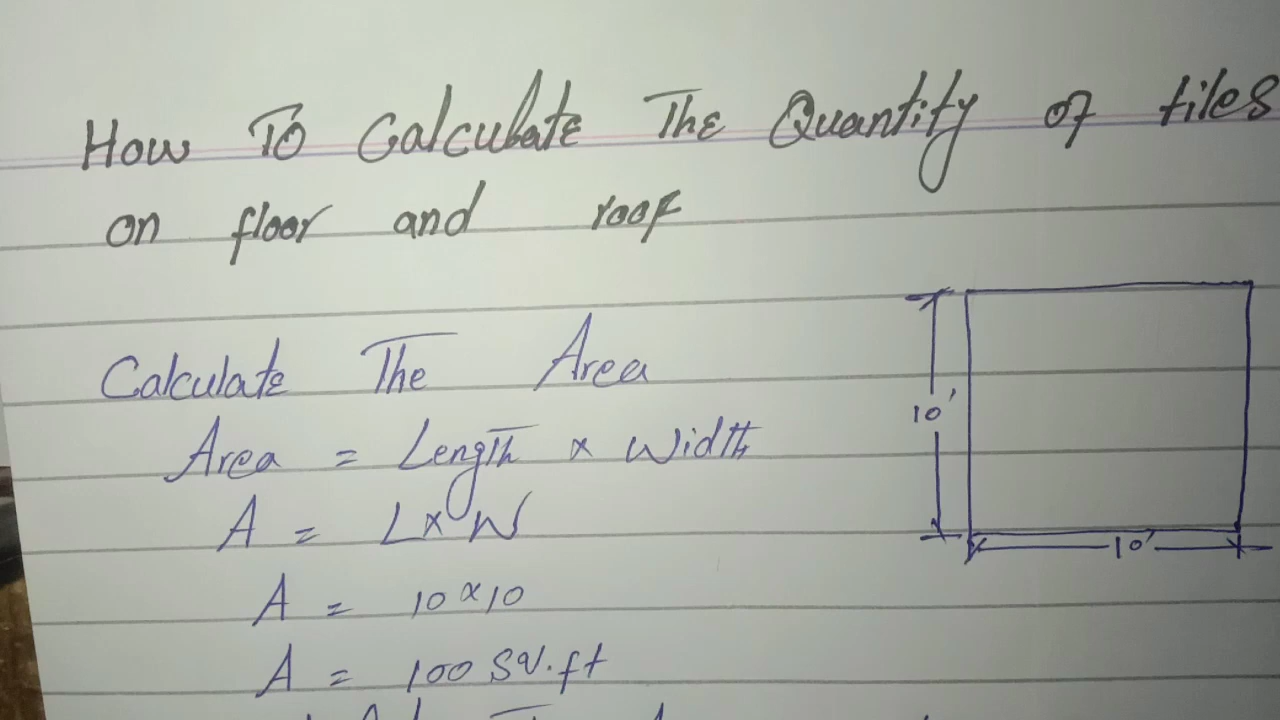 How To Calculate The Quantity of tiles
on floor and roof
Calculate The Area
Area = Length x Width
A = L x W
A = 10 x 10
A = 100 SQ.ft
10'
10'